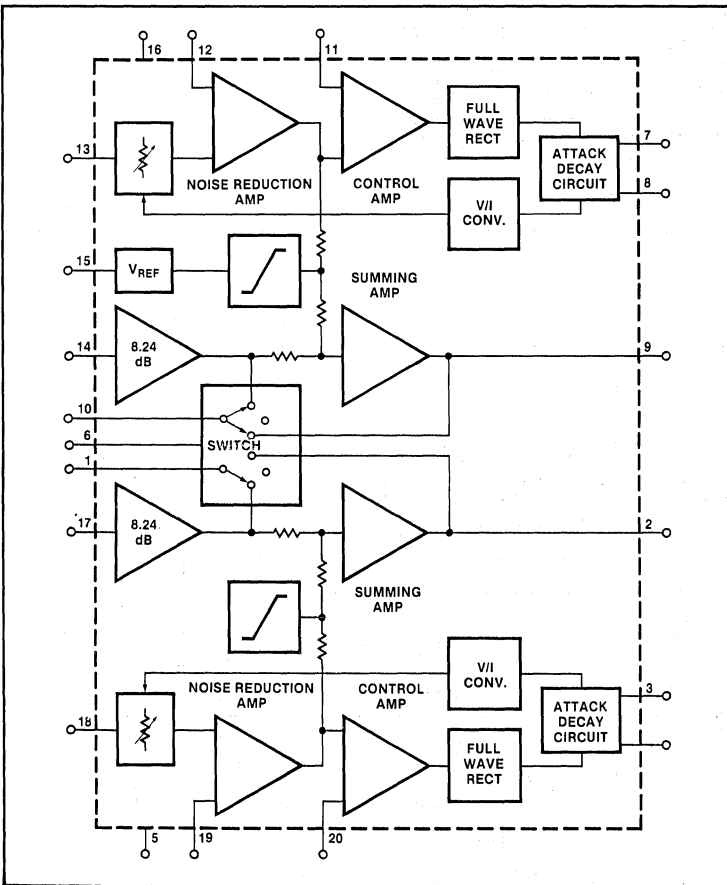 16
12
11
FULL
WAVE
RECT
7
13
ATTACK
DECAY
CIRCUIT
8
NOISE REDUCTION
AMP
CONTROL
AMP
V/I
CONV.
15
VREF
SUMMING
AMP
14
8.24
dB
9
10
6
SWITCH
1
17
8.24
dB
2
SUMMING
AMP
V/I
CONV.
NOISE REDUCTION
AMP
CONTROL
AMP
3
ATTACK
DECAY
CIRCUIT
18
FULL
WAVE
RECT
5
19
20